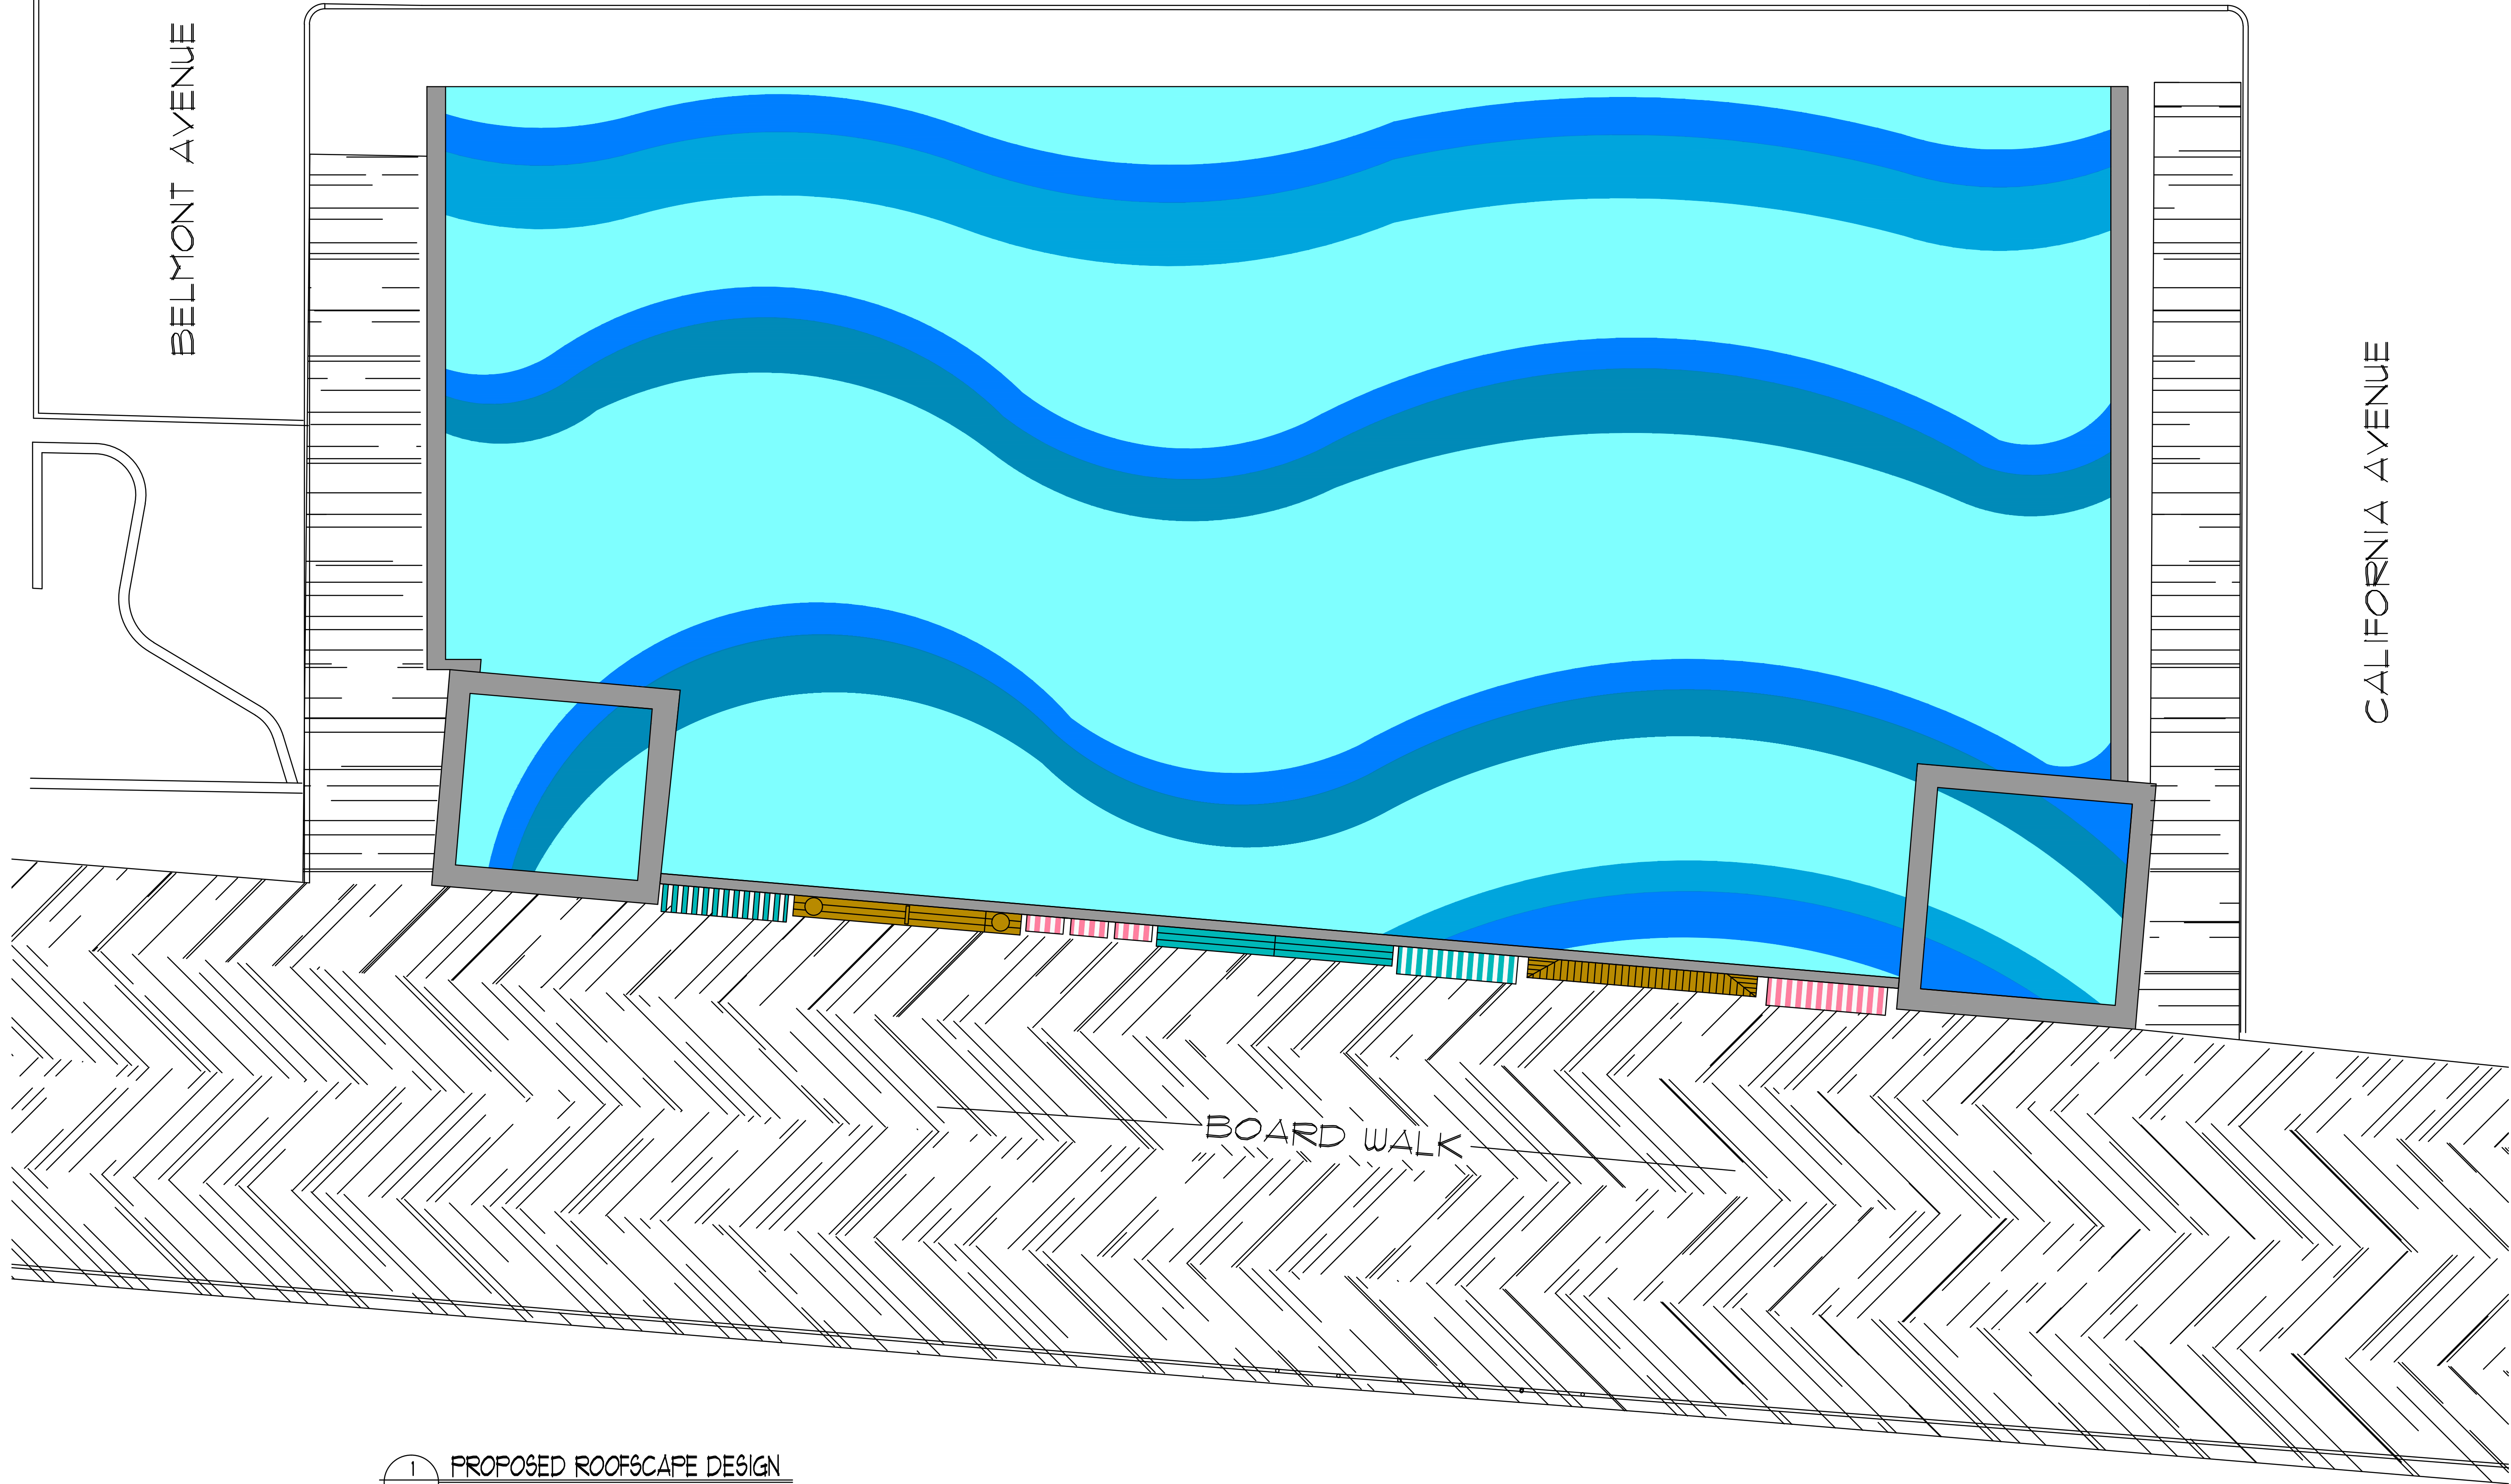 BELMONT AVENUE
CALIFORNIA AVENUE
BOARD WALK
1 PROPOSED ROOFSCAPE DESIGN